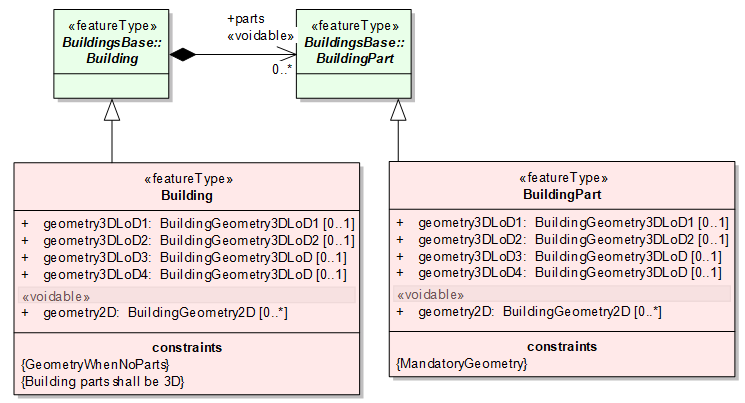 «featureType»
BuildingsBase::
Building
+parts
«voidable»
0..*
«featureType»
BuildingsBase::
BuildingPart
«featureType»
Building
+ geometry3DLoD1: BuildingGeometry3DLoD1 [0..1]
+ geometry3DLoD2: BuildingGeometry3DLoD2 [0..1]
+ geometry3DLoD3: BuildingGeometry3DLoD [0..1]
+ geometry3DLoD4: BuildingGeometry3DLoD [0..1]
«voidable»
+ geometry2D: BuildingGeometry2D [0..*]
constraints
{GeometryWhenNoParts}
{Building parts shall be 3D}
«featureType»
BuildingPart
+ geometry3DLoD1: BuildingGeometry3DLoD1 [0..1]
+ geometry3DLoD2: BuildingGeometry3DLoD2 [0..1]
+ geometry3DLoD3: BuildingGeometry3DLoD [0..1]
+ geometry3DLoD4: BuildingGeometry3DLoD [0..1]
«voidable»
+ geometry2D: BuildingGeometry2D [0..*]
constraints
{MandatoryGeometry}